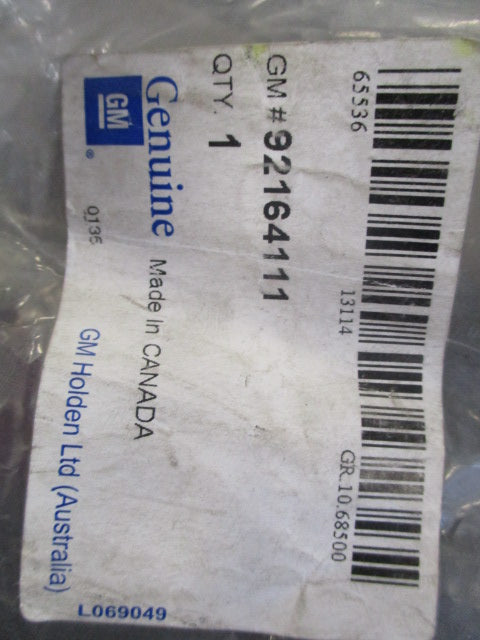 65536 13114 GR.10.68500
GM # 92164111
QTY. 1
Genuine Made in CANADA
GM ® 0135 GM Holden Ltd (Australia) L069049